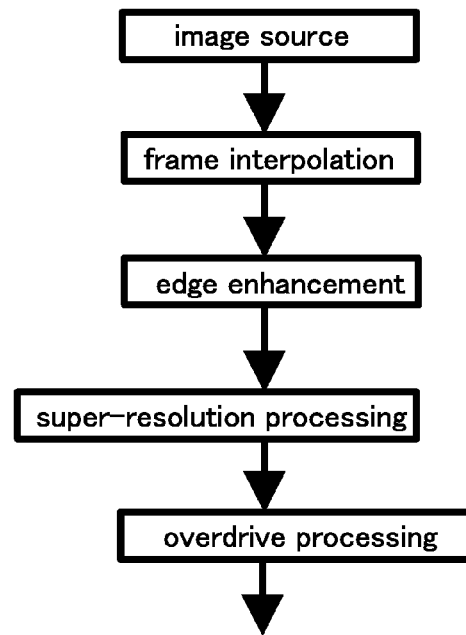 image source
frame interpolation
edge enhancement
super-resolution processing
overdrive processing